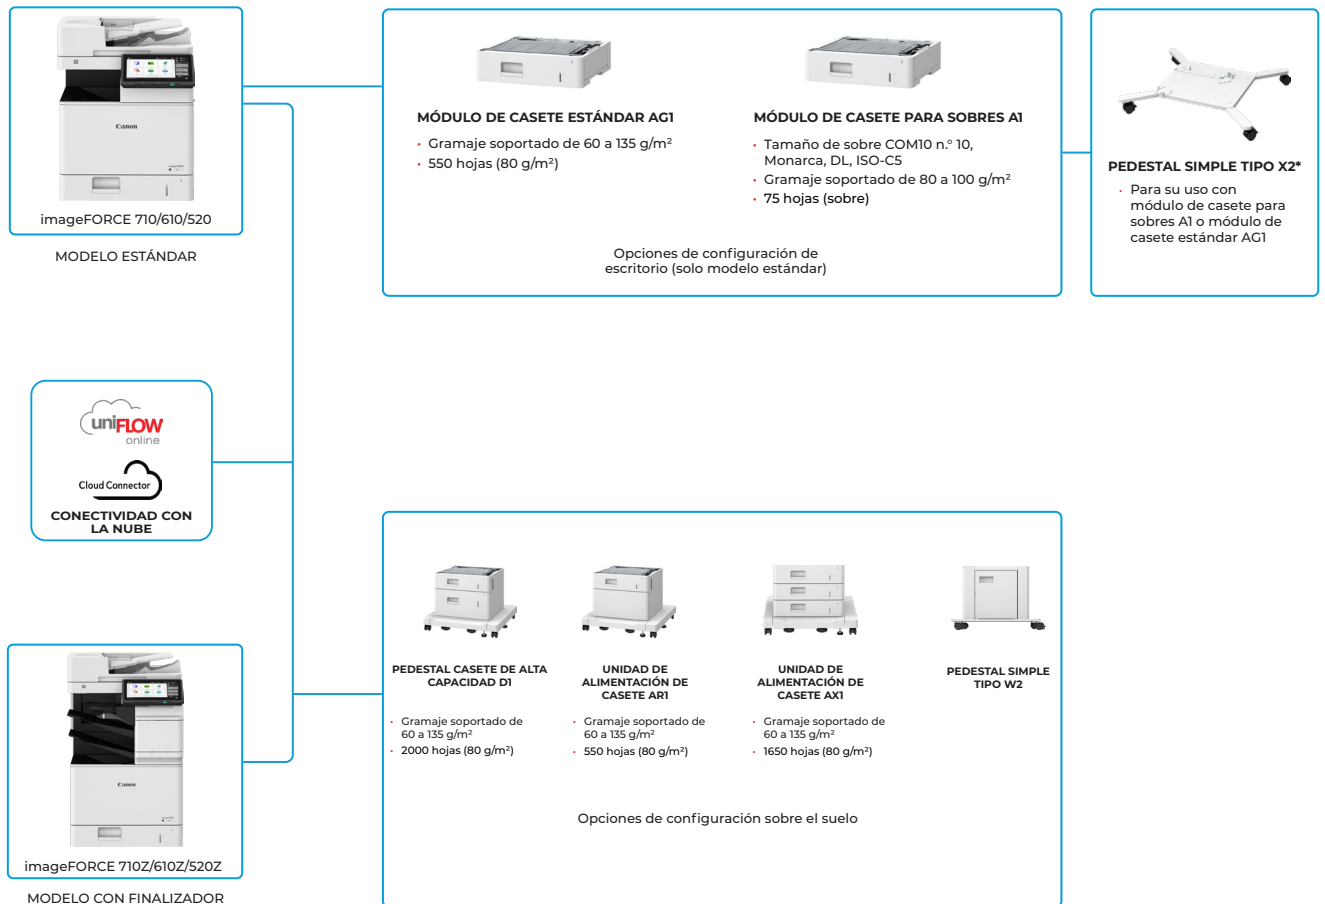 Canon
imageFORCE 710/610/520
MODELO ESTÁNDAR
MÓDULO DE CASETE ESTÁNDAR AG1
• Gramaje soportado de 60 a 135 g/m²
• 550 hojas (80 g/m²)
MÓDULO DE CASETE PARA SOBRES A1
• Tamaño de sobre COM10 n.º 10,
Monarca, DL, ISO-C5
• Gramaje soportado de 80 a 100 g/m²
• 75 hojas (sobre)
Opciones de configuración de
escritorio (solo modelo estándar)
PEDESTAL SIMPLE TIPO X2*
• Para su uso con
módulo de casete para
sobres A1 o módulo de
casete estándar AG1
uniFLOW
online
Cloud Connector
CONECTIVIDAD CON
LA NUBE
Canon
imageFORCE 710Z/610Z/520Z
MODELO CON FINALIZADOR
PEDESTAL CASETE DE ALTA
CAPACIDAD D1
• Gramaje soportado de
60 a 135 g/m²
• 2000 hojas (80 g/m²)
UNIDAD DE
ALIMENTACIÓN DE
CASETE AR1
• Gramaje soportado de
60 a 135 g/m²
• 550 hojas (80 g/m²)
UNIDAD DE
ALIMENTACIÓN DE
CASETE AX1
• Gramaje soportado de
60 a 135 g/m²
• 1650 hojas (80 g/m²)
PEDESTAL SIMPLE
TIPO W2
Opciones de configuración sobre el suelo